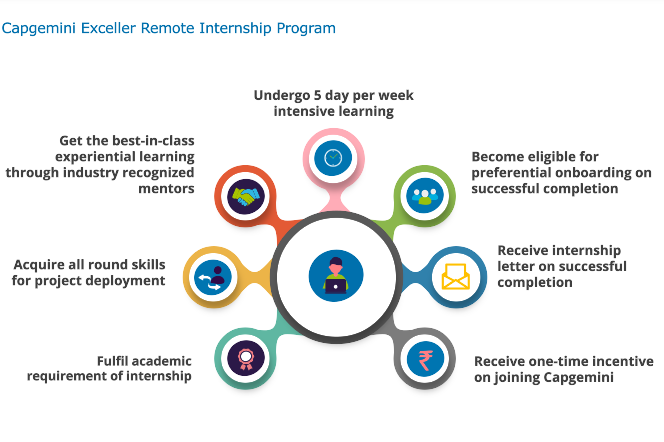 Capgemini Exceller Remote Internship Program
Undergo 5 day per week
intensive learning
Get the best-in-class
experiential learning
through industry recognized
mentors
Become eligible for
preferential onboarding on
successful completion
Acquire all round skills
for project deployment
Receive internship
letter on successful
completion
Fulfil academic
requirement of internship
Receive one-time incentive
on joining Capgemini
₹